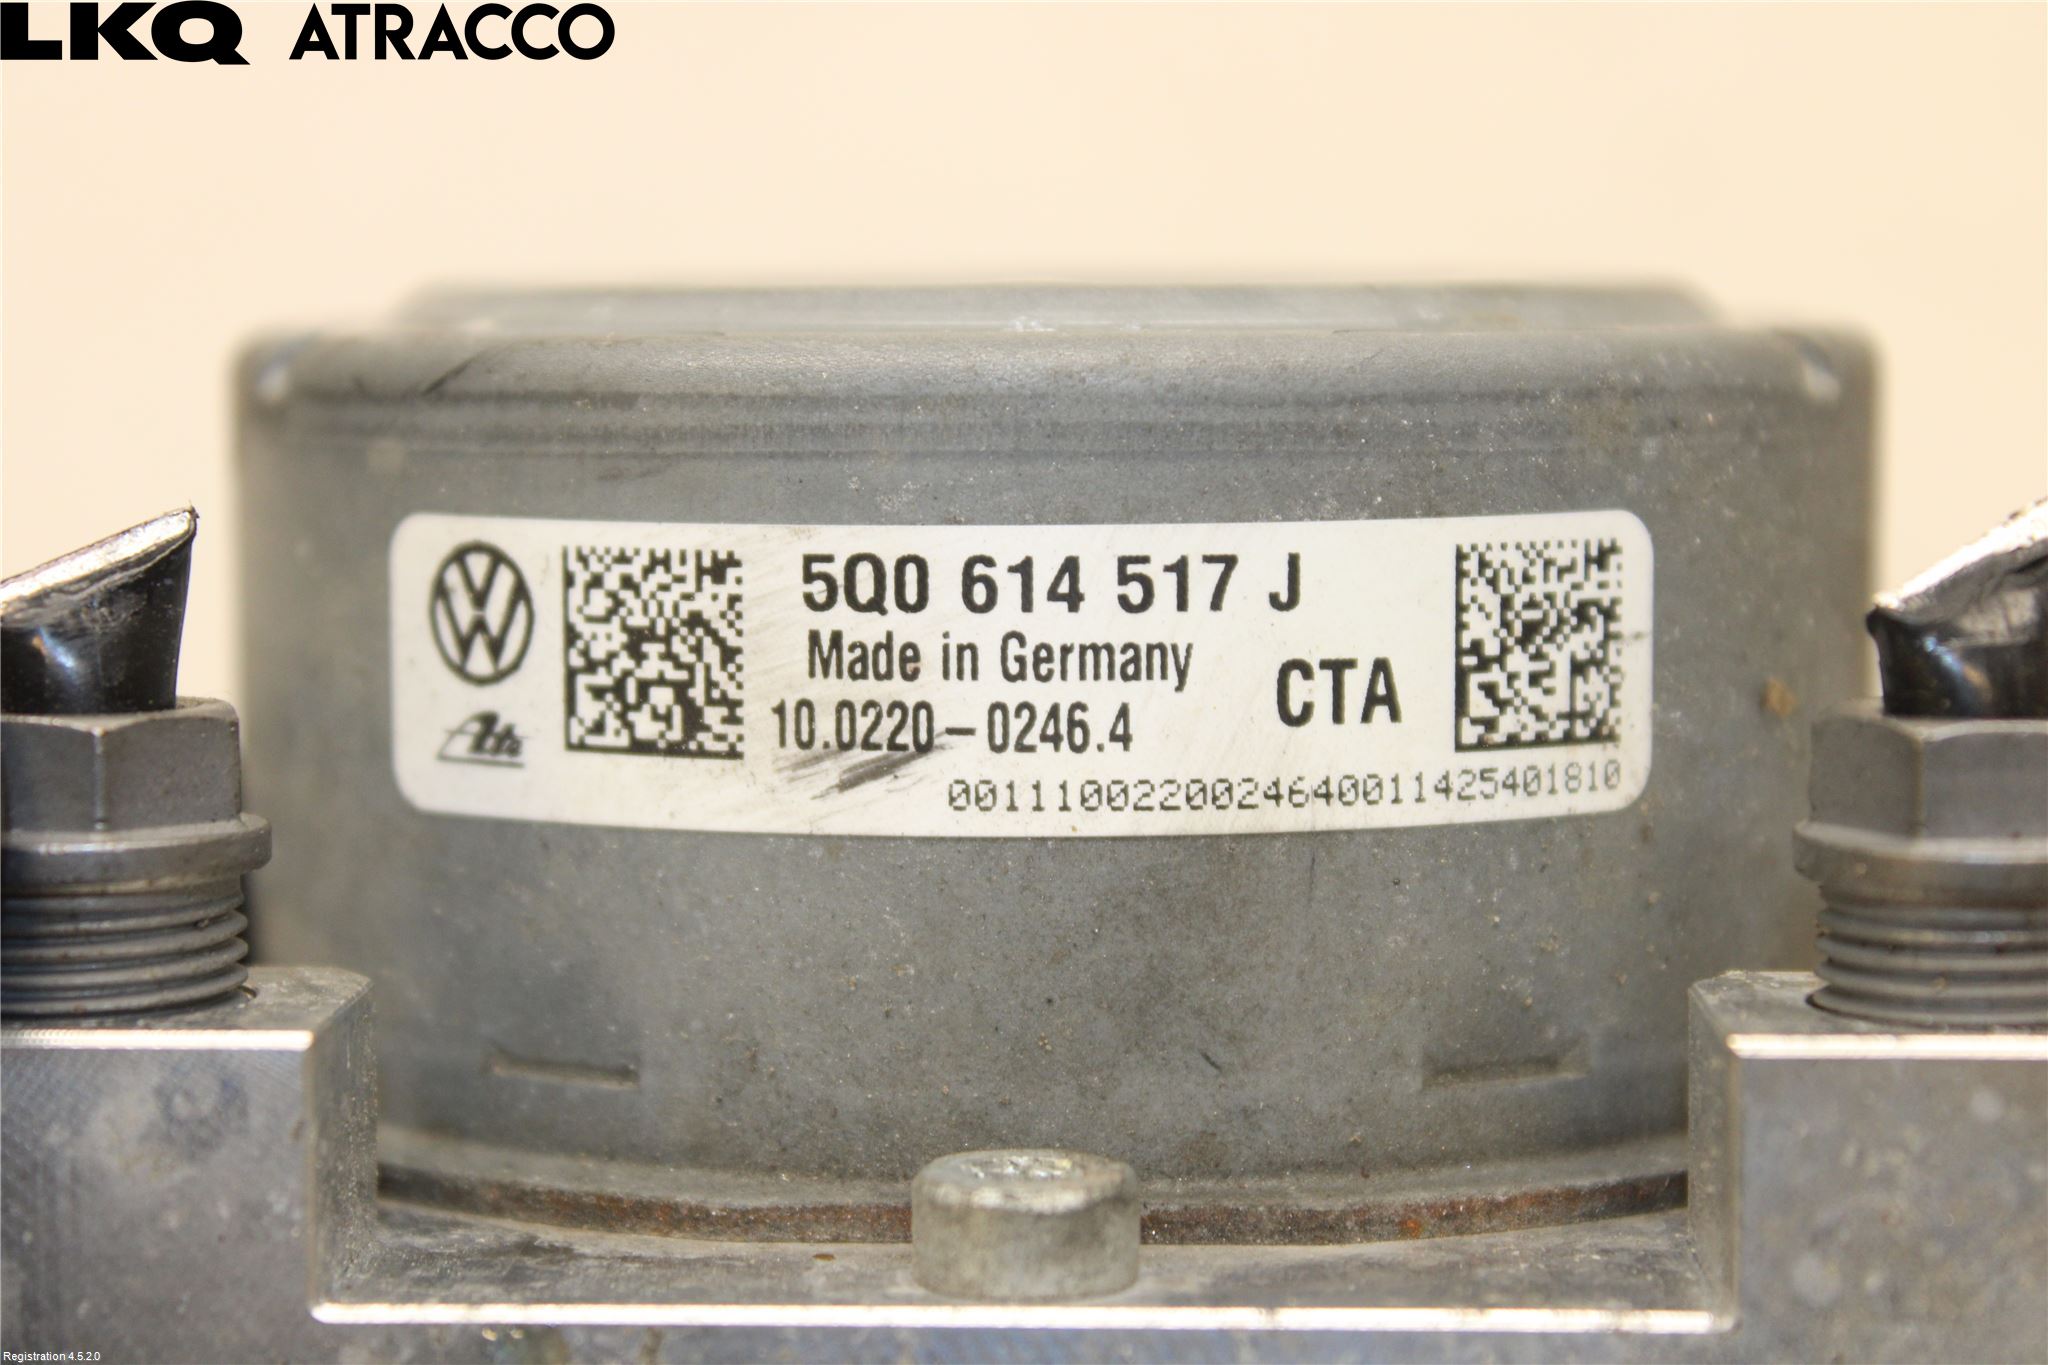 LKQ ATRACCO
5Q0 614 517 J
Made in Germany
CTA
Ate
10.0220-0246.4
0011100220024640011425401810
Registration 4.5.2.0